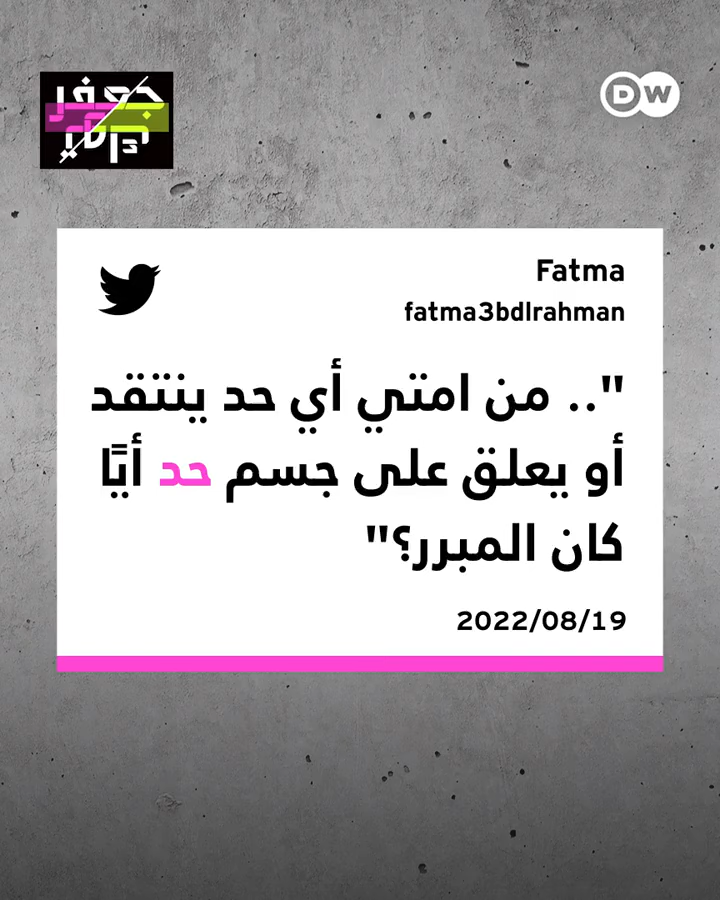 جعفر
توك
DW
Fatma
fatma3bdlrahman
".. من امتي أي حد ينتقد
أو يعلق على جسم حد أيًا
كان المبرر؟"
2022/08/19